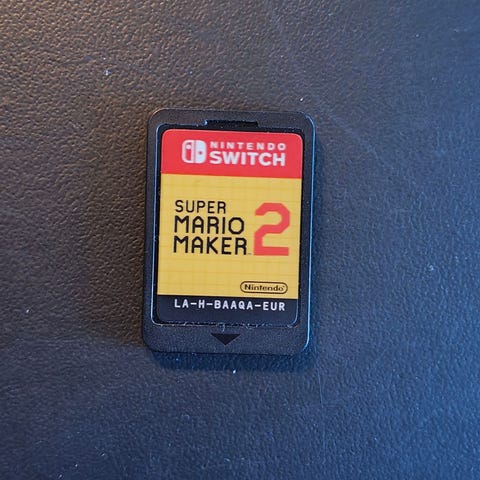 NINTENDO
SWITCH
SUPER
MARIO
MAKER 2
Nintendo
LA-H-BAAQA-EUR